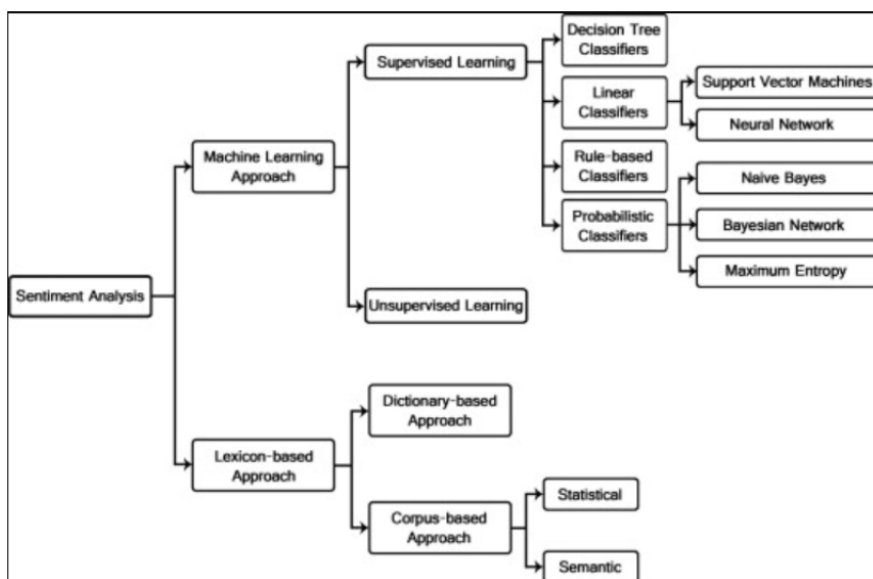 Decision Tree
Classifiers
Supervised Learning
Support Vector Machines
Linear
Classifiers
Neural Network
Machine Learning
Approach
Rule-based
Classifiers
Naive Bayes
Probabilistic
Classifiers
Bayesian Network
Maximum Entropy
Sentiment Analysis
Unsupervised Learning
Dictionary-based
Approach
Lexicon-based
Approach
Statistical
Corpus-based
Approach
Semantic